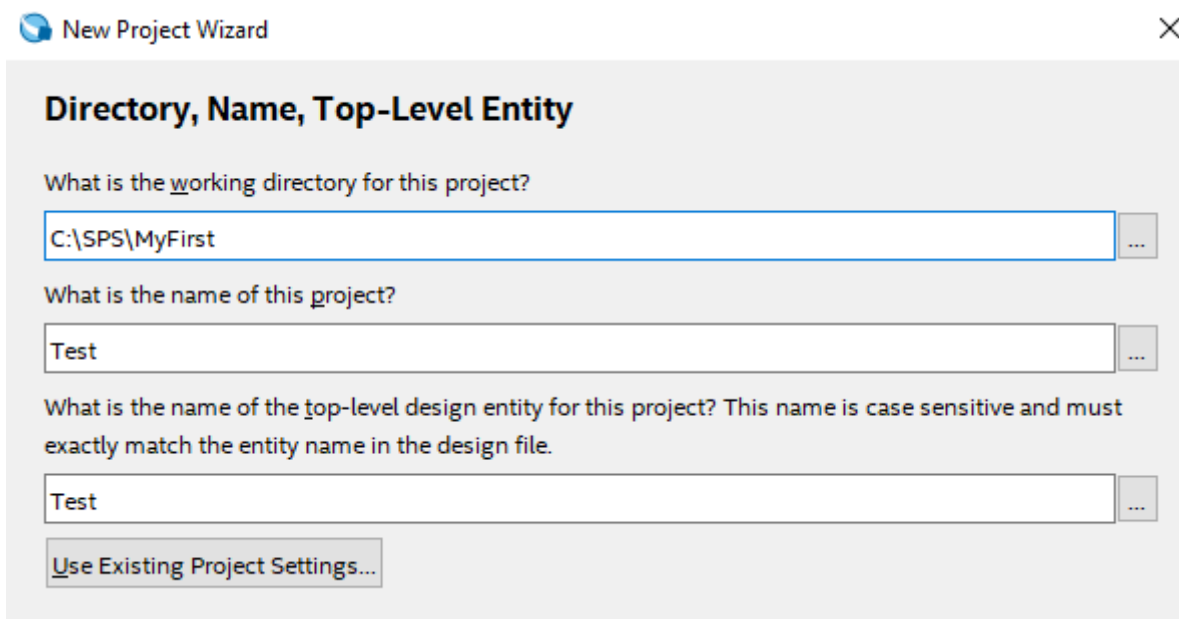 New Project Wizard
Directory, Name, Top-Level Entity
What is the working directory for this project?
C:\SPS\MyFirst
...
What is the name of this project?
Test
...
What is the name of the top-level design entity for this project? This name is case sensitive and must
exactly match the entity name in the design file.
Test
...
Use Existing Project Settings...